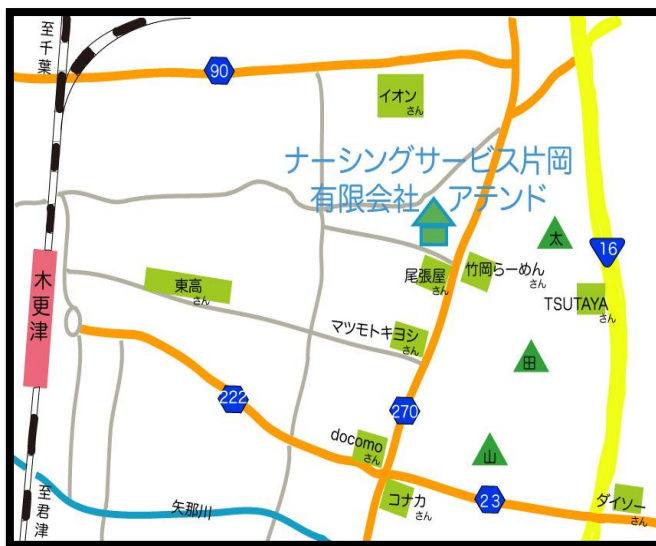 至千葉
90
イオン
さん
ナーシングサービス片岡
有限会社 アテンド
太
16
木更津
東高
さん
尾張屋
さん
竹岡らーめん
さん
TSUTAYA
さん
マツモトキヨシ
さん
田
222
270
docomo
さん
山
至君津
矢那川
コナカ
さん
23
ダイソー
さん